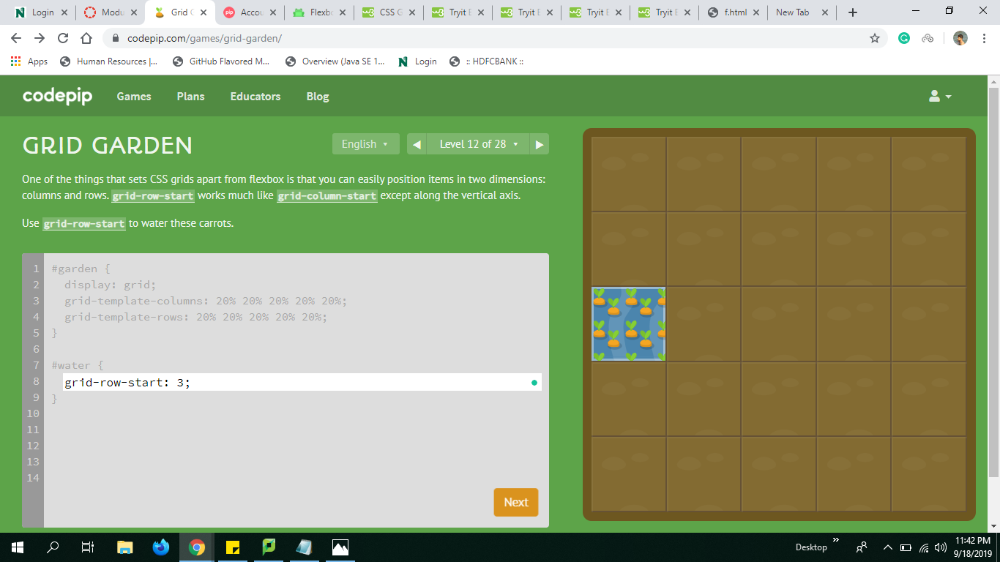 Login Modu Grid G Accou Flexbo CSS G Tryit E Tryit E Tryit E Tryit E f.html New Tab
codepip.com/games/grid-garden/
Apps Human Resources |... GitHub Flavored M... Overview (Java SE 1... Login :: HDFCBANK ::
codepip Games Plans Educators Blog
GRID GARDEN English Level 12 of 28
One of the things that sets CSS grids apart from flexbox is that you can easily position items in two dimensions:
columns and rows. grid-row-start works much like grid-column-start except along the vertical axis.
Use grid-row-start to water these carrots.
1 #garden {
2 display: grid;
3 grid-template-columns: 20% 20% 20% 20% 20%;
4 grid-template-rows: 20% 20% 20% 20% 20%;
5 }
6
7 #water {
8 grid-row-start: 3;
9 }
10
11
12
13
14
Next
Desktop 11:42 PM
9/18/2019